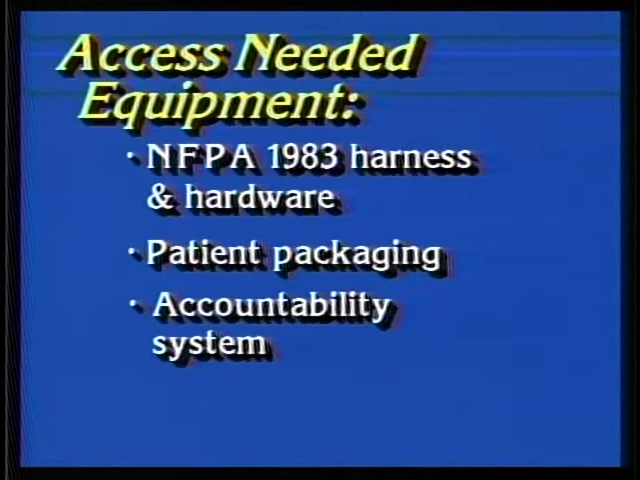 Access Needed
Equipment:
· NFPA 1983 harness
& hardware
· Patient packaging
· Accountability
system